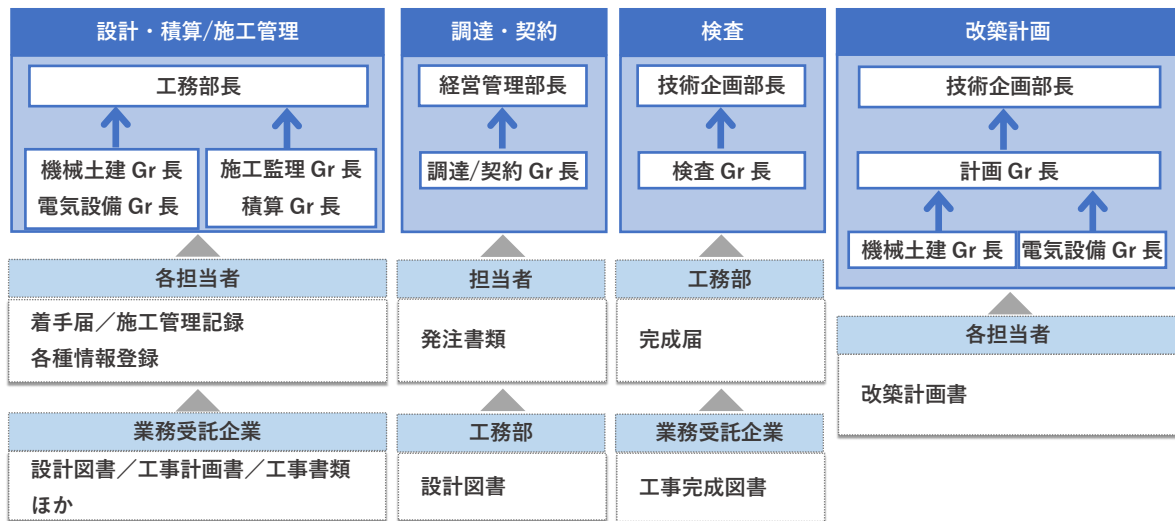 設計・積算/施工管理
工務部長
機械土建 Gr 長
電気設備 Gr 長
施工監理 Gr 長
積算 Gr 長
各担当者
着手届／施工管理記録
各種情報登録
業務受託企業
設計図書／工事計画書／工事書類
ほか
調達・契約
経営管理部長
調達/契約 Gr 長
担当者
発注書類
工務部
設計図書
検査
技術企画部長
検査 Gr 長
工務部
完成届
業務受託企業
工事完成図書
改築計画
技術企画部長
計画 Gr 長
機械土建 Gr 長
電気設備 Gr 長
各担当者
改築計画書